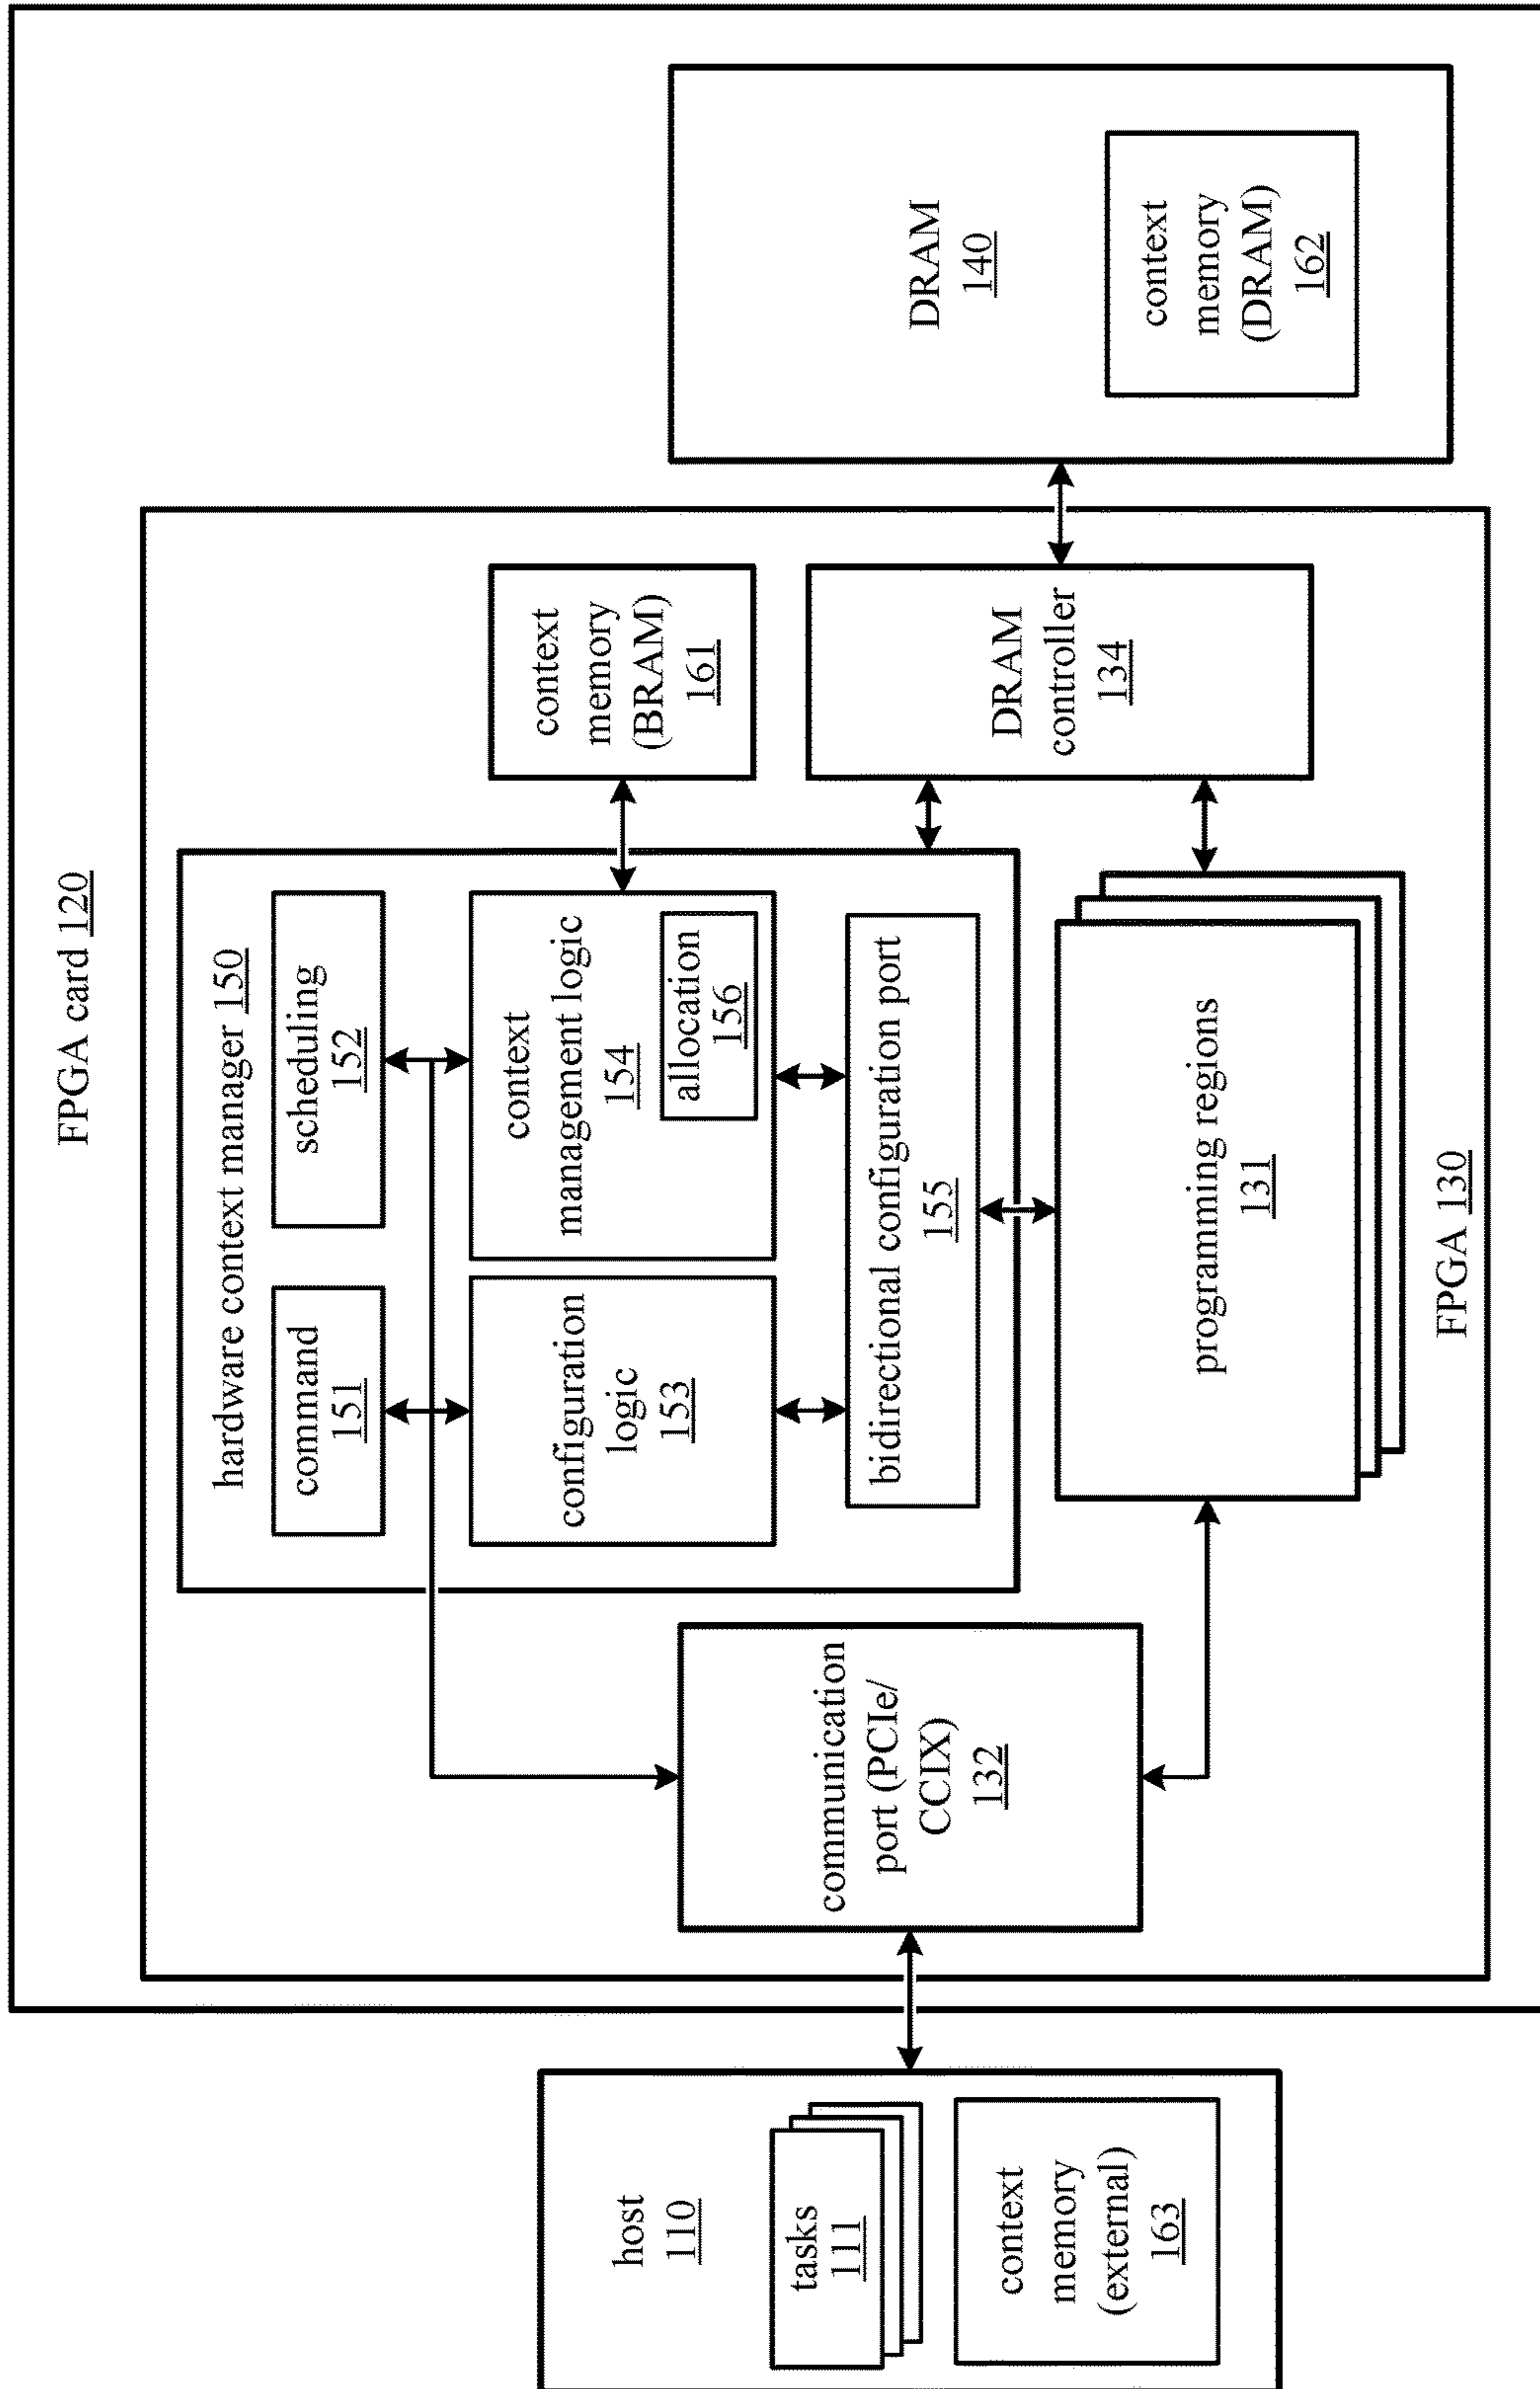 FPGA card 120
host
110
tasks
111
context
memory
(external)
163
communication
port (PCIe/
CCIX)
132
hardware context manager 150
command
151
scheduling
152
configuration
logic
153
context
management logic
154
allocation
156
bidirectional configuration port
155
programming regions
131
FPGA 130
context
memory
(BRAM)
161
DRAM
controller
134
DRAM
140
context
memory
(DRAM)
162